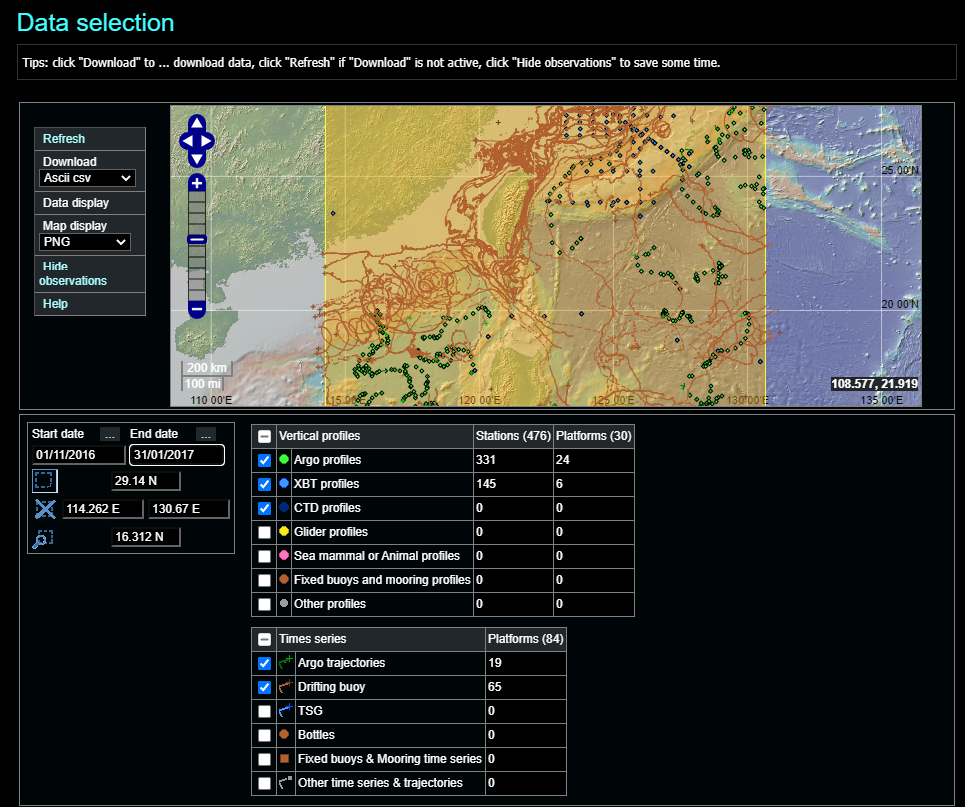 Data selection
Tips: click "Download" to ... download data, click "Refresh" if "Download" is not active, click "Hide observations" to save some time.
Refresh
Download
Ascii csv
Data display
Map display
PNG
Hide
observations
Help
25 00'N
20 00'N
200 km
100 mi
108.577, 21.919
110 00'E
115 00'E
120 00'E
125 00'E
130 00'E
135 00'E
Start date ... End date ...
01/11/2016 31/01/2017
29.14 N
114.262 E 130.67 E
16.312 N
Vertical profiles Stations (476) Platforms (30)
Argo profiles 331 24
XBT profiles 145 6
CTD profiles 0 0
Glider profiles 0 0
Sea mammal or Animal profiles 0 0
Fixed buoys and mooring profiles 0 0
Other profiles 0 0
Times series Platforms (84)
Argo trajectories 19
Drifting buoy 65
TSG 0
Bottles 0
Fixed buoys & Mooring time series 0
Other time series & trajectories 0